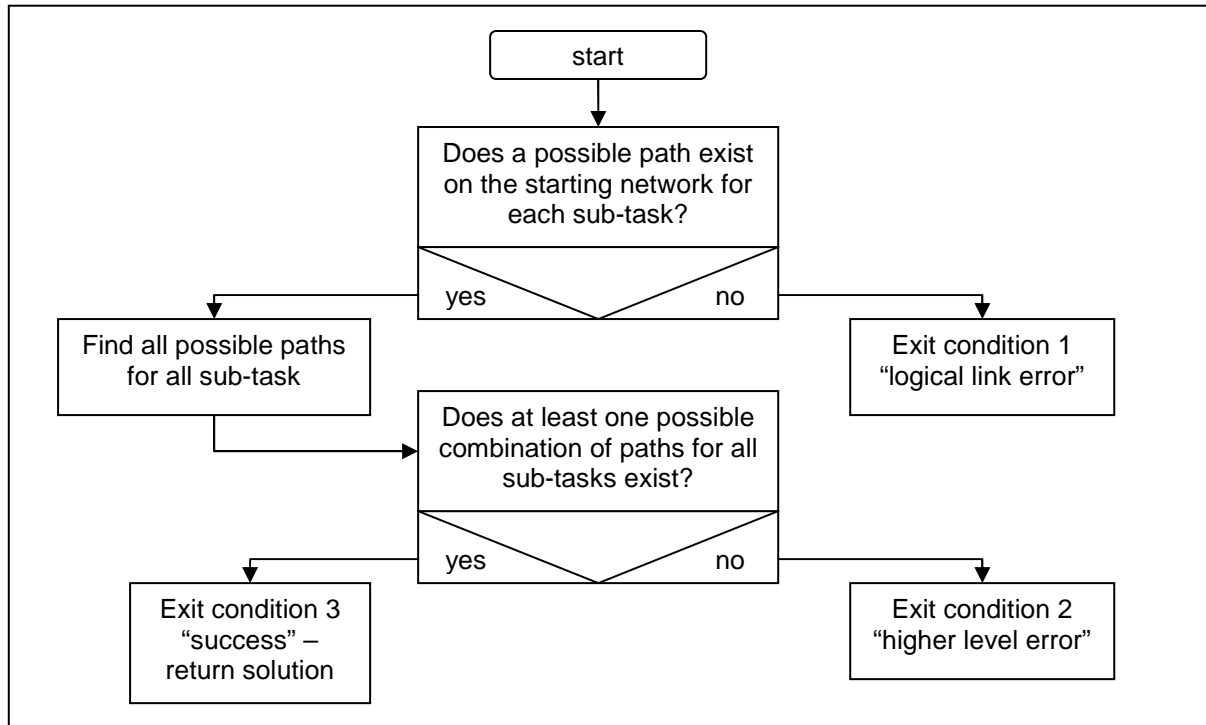 start
Does a possible path exist
on the starting network for
each sub-task?
yes
no
Find all possible paths
for all sub-task
Exit condition 1
“logical link error”
Does at least one possible
combination of paths for all
sub-tasks exist?
yes
no
Exit condition 3
“success” –
return solution
Exit condition 2
“higher level error”